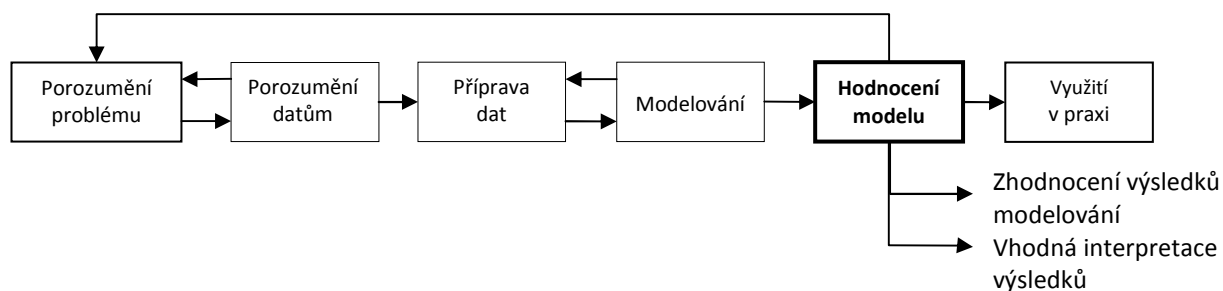 Porozumění
problému
Porozumění
datům
Příprava
dat
Modelování
Hodnocení
modelu
Využití
v praxi
Zhodnocení výsledků
modelování
Vhodná interpretace
výsledků